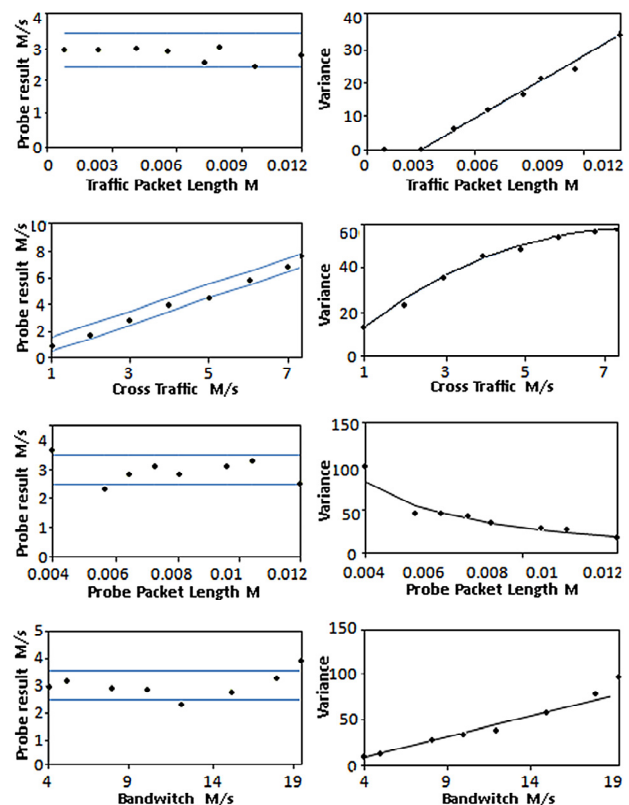 Probe result M/s
4
3
2
1
0
0 0.003 0.006 0.009 0.012
Traffic Packet Length M
Variance
40
30
20
10
0
0 0.003 0.006 0.009 0.012
Traffic Packet Length M
Probe result M/s
10
8
6
4
2
0
1 3 5 7
Cross Traffic M/s
Variance
60
40
20
0
1 3 5 7
Cross Traffic M/s
Probe result M/s
4
3
2
1
0
0.004 0.006 0.008 0.01 0.012
Probe Packet Length M
Variance
150
100
50
0
0.004 0.006 0.008 0.01 0.012
Probe Packet Length M
Probe result M/s
5
4
3
2
1
0
4 9 14 19
Bandwitch M/s
Variance
150
100
50
0
4 9 14 19
Bandwitch M/s